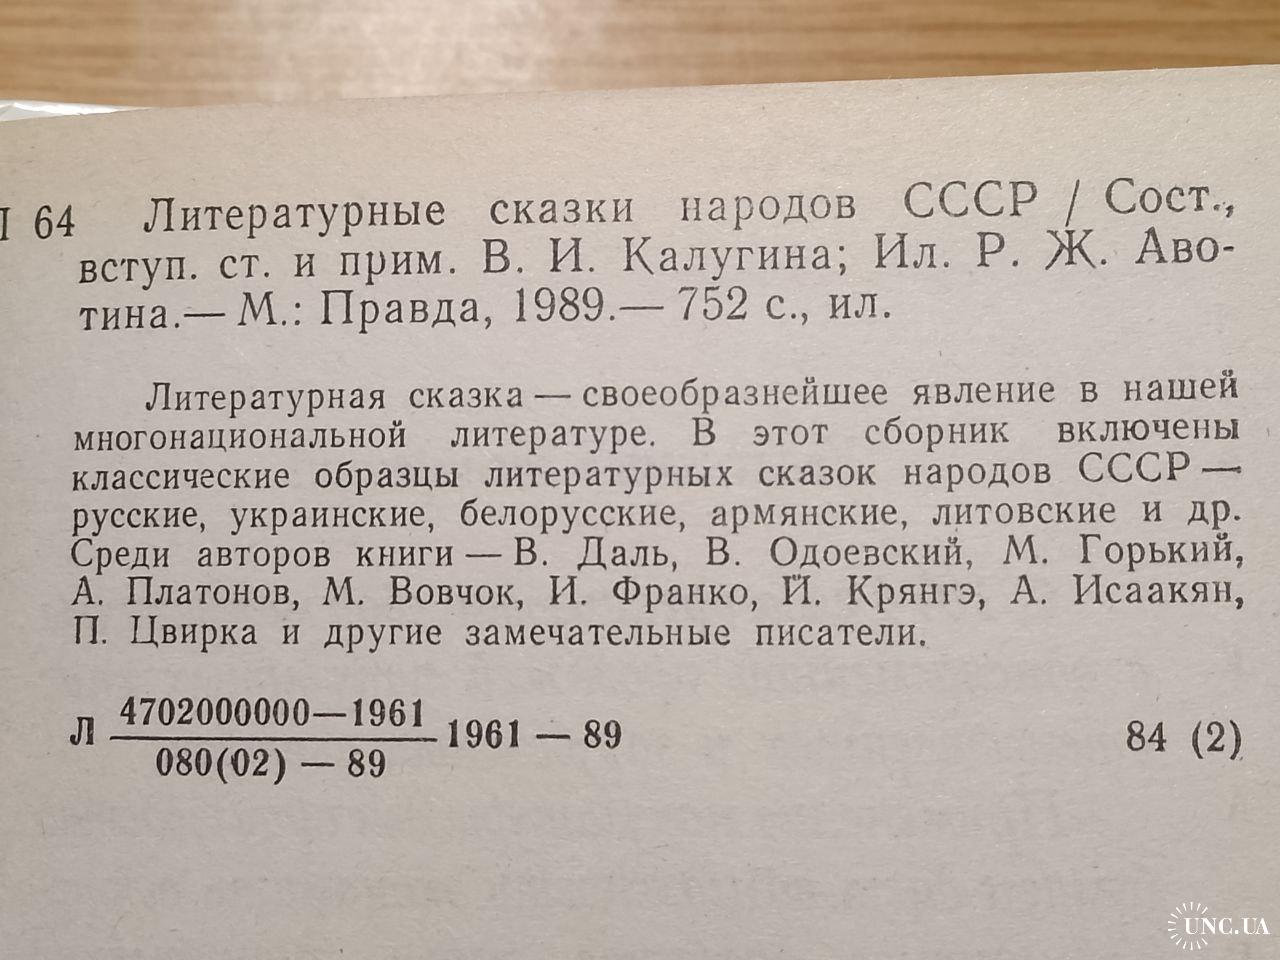 64 Литературные сказки народов СССР / Сост.,
вступ. ст. и прим. В. И. Калугина; Ил. Р. Ж. Аво-
тина.— М.: Правда, 1989.— 752 с., ил.
Литературная сказка — своеобразнейшее явление в нашей
многонациональной литературе. В этот сборник включены
классические образцы литературных сказок народов СССР —
русские, украинские, белорусские, армянские, литовские и др.
Среди авторов книги — В. Даль, В. Одоевский, М. Горький,
А. Платонов, М. Вовчок, И. Франко, Й. Крянгэ, А. Исаакян,
П. Цвирка и другие замечательные писатели.
4702000000—1961
Л 1961 — 89 84 (2)
080(02) — 89
UNC.UA